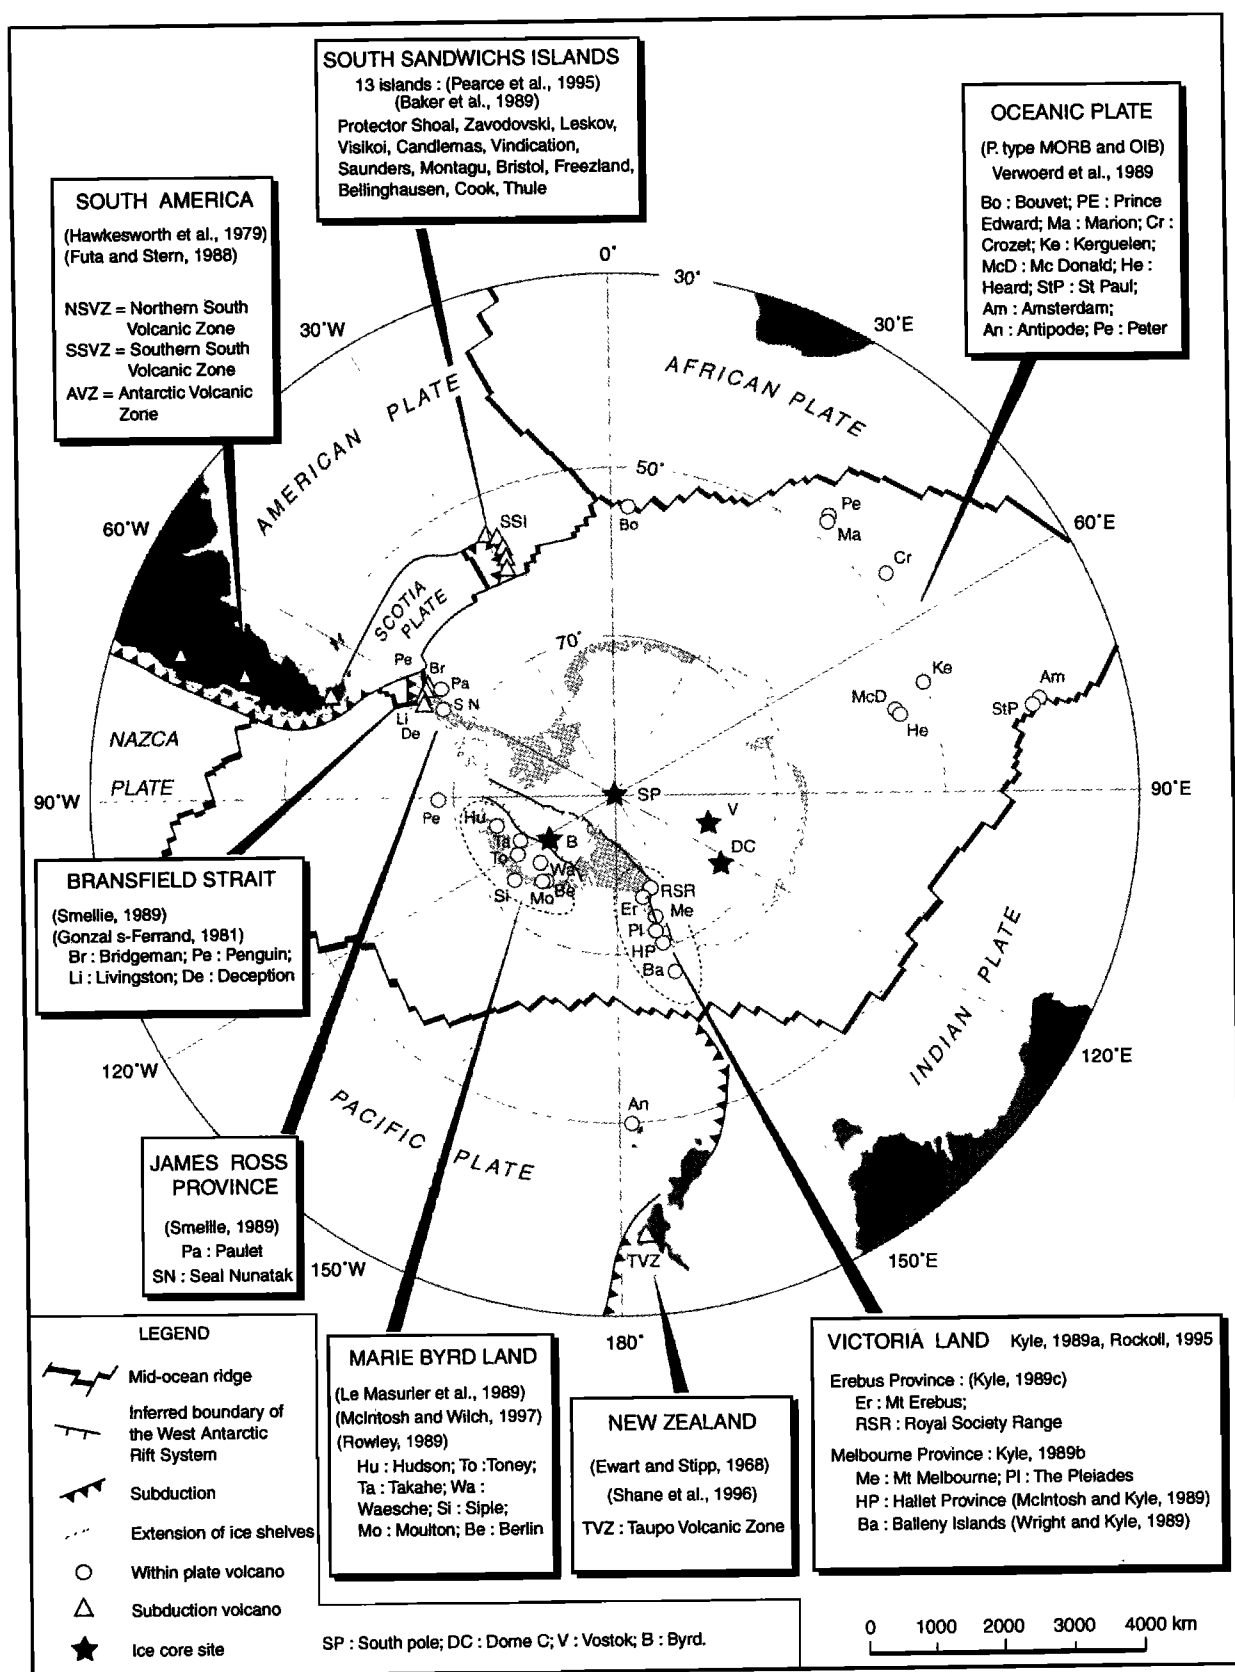 SOUTH SANDWICHS ISLANDS
13 islands : (Pearce et al., 1995)
(Baker et al., 1989)
Protector Shoal, Zavodovski, Leskov,
Visikoi, Candlemas, Vindication,
Saunders, Montagu, Bristol, Freezland,
Bellinghausen, Cook, Thule
OCEANIC PLATE
(P. type MORB and OIB)
Verwoerd et al., 1989
Bo : Bouvet; PE : Prince
Edward; Ma : Marion; Cr :
Crozet; Ke : Kerguelen;
McD : Mc Donald; He :
Heard; StP : St Paul;
Am : Amsterdam;
An : Antipode; Pe : Peter
SOUTH AMERICA
(Hawkesworth et al., 1979)
(Futa and Stern, 1988)
NSVZ = Northern South
Volcanic Zone
SSVZ = Southern South
Volcanic Zone
AVZ = Antarctic Volcanic
Zone
0°
30°
30°W
30°E
AMERICAN PLATE
AFRICAN PLATE
50°
60°W
60°E
SSI
Bo
Pe
Ma
Cr
SCOTIA
PLATE
70°
Pe
Br
Pa
S N
Li
De
Ke
McD
He
Am
StP
NAZCA
PLATE
90°W
90°E
SP
V
DC
Pe
Hu
Ta
B
To
Wa
Si
Mo
Be
RSR
Er
Me
Pl
HP
Ba
BRANSFIELD STRAIT
(Smellie, 1989)
(Gonzal s-Ferrand, 1981)
Br : Bridgeman; Pe : Penguin;
Li : Livingston; De : Deception
INDIAN PLATE
120°W
120°E
PACIFIC PLATE
An
JAMES ROSS
PROVINCE
(Smellie, 1989)
Pa : Paulet
SN : Seal Nunatak
150°W
150°E
TVZ
180°
LEGEND
Mid-ocean ridge
Inferred boundary of
the West Antarctic
Rift System
Subduction
Extension of ice shelves
Within plate volcano
Subduction volcano
Ice core site
MARIE BYRD LAND
(Le Masurier et al., 1989)
(McIntosh and Wilch, 1997)
(Rowley, 1989)
Hu : Hudson; To :Toney;
Ta : Takahe; Wa :
Waesche; Si : Siple;
Mo : Moulton; Be : Berlin
NEW ZEALAND
(Ewart and Stipp, 1968)
(Shane et al., 1996)
TVZ : Taupo Volcanic Zone
VICTORIA LAND Kyle, 1989a, Rockoll, 1995
Erebus Province : (Kyle, 1989c)
Er : Mt Erebus;
RSR : Royal Society Range
Melbourne Province : Kyle, 1989b
Me : Mt Melbourne; Pl : The Pleiades
HP : Hallet Province (McIntosh and Kyle, 1989)
Ba : Balleny Islands (Wright and Kyle, 1989)
SP : South pole; DC : Dome C; V : Vostok; B : Byrd.
0 1000 2000 3000 4000 km